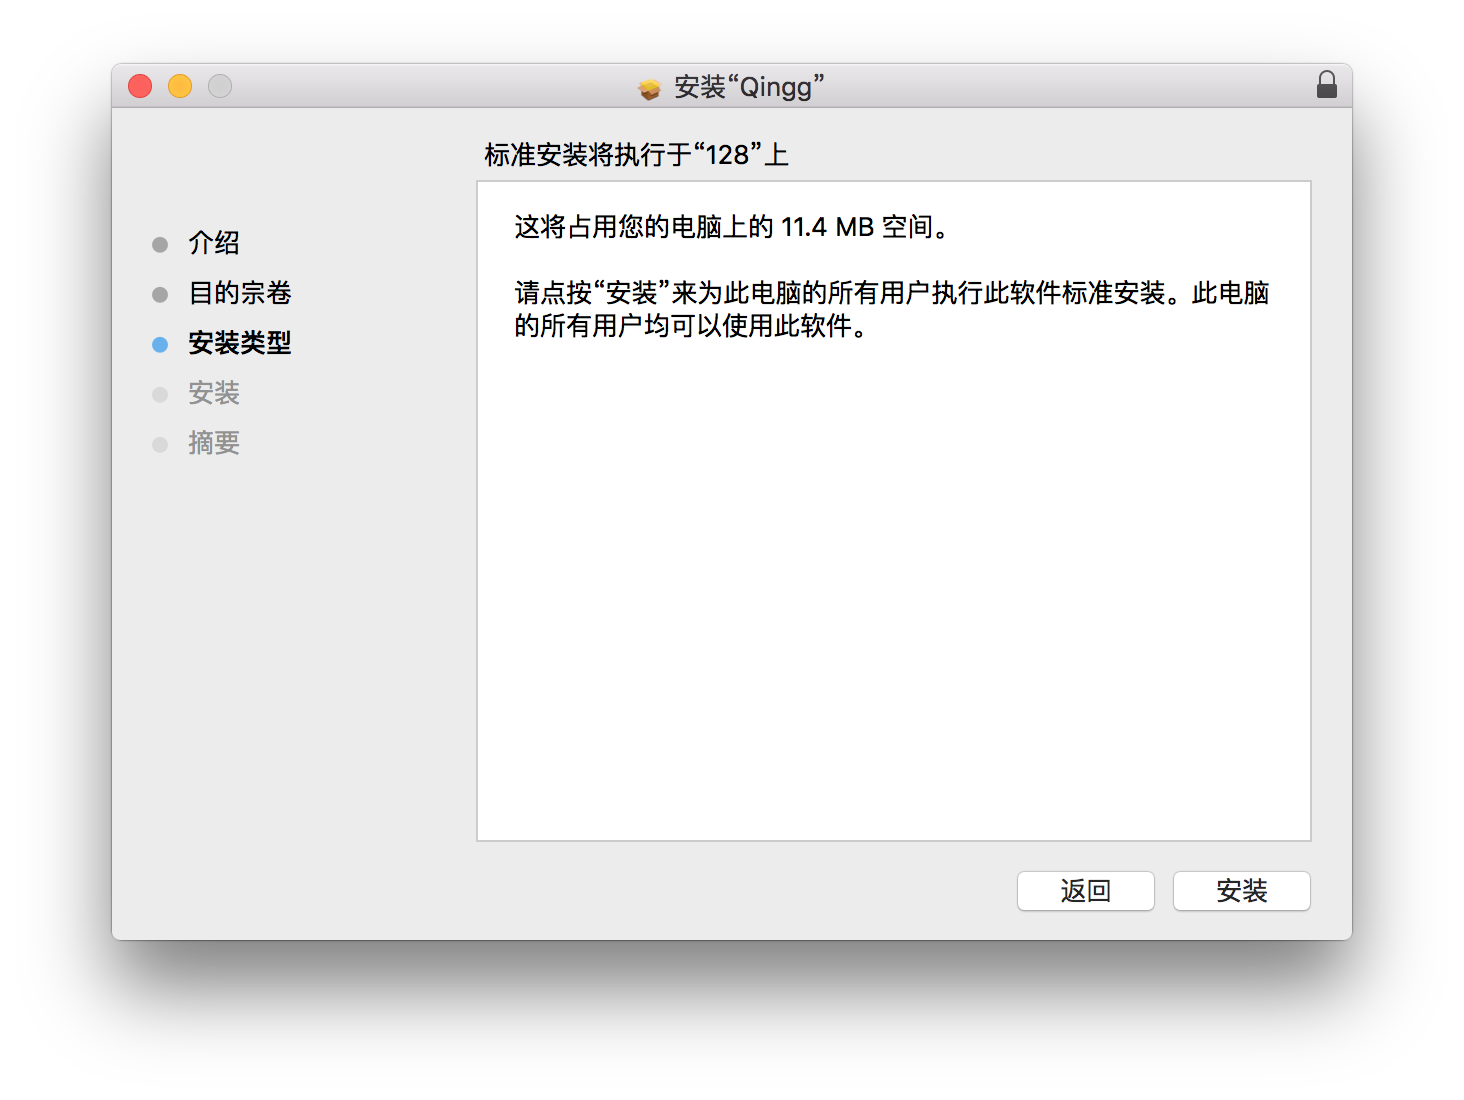 安装“Qingg”
标准安装将执行于“128”上
介绍
目的宗卷
安装类型
安装
摘要
这将占用您的电脑上的 11.4 MB 空间。
请点按“安装”来为此电脑的所有用户执行此软件标准安装。此电脑
的所有用户均可以使用此软件。
返回
安装